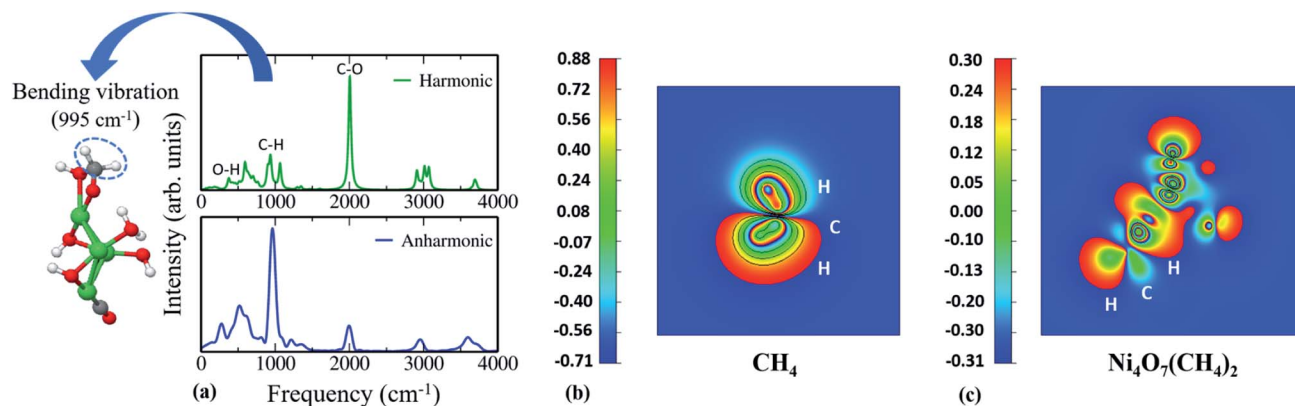 Bending vibration
(995 cm⁻¹)
Intensity (arb. units)
C-O
Harmonic
C-H
O-H
0 1000 2000 3000 4000
Anharmonic
0 1000 2000 3000 4000
(a) Frequency (cm⁻¹)
0.88
0.72
0.56
0.40
0.24
0.08
-0.07
-0.24
-0.40
-0.56
-0.71
(b)
H
C
H
CH₄
0.30
0.24
0.18
0.12
0.05
0.00
-0.10
-0.13
-0.20
-0.30
-0.31
(c)
H
C
H
Ni₄O₇(CH₄)₂